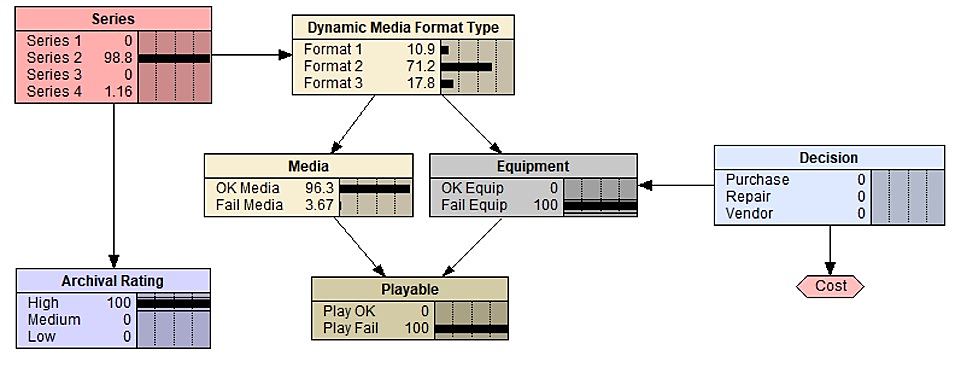 Series
Series 1 0
Series 2 98.8
Series 3 0
Series 4 1.16
Dynamic Media Format Type
Format 1 10.9
Format 2 71.2
Format 3 17.8
Media
OK Media 96.3
Fail Media 3.67
Equipment
OK Equip 0
Fail Equip 100
Decision
Purchase 0
Repair 0
Vendor 0
Cost
Archival Rating
High 100
Medium 0
Low 0
Playable
Play OK 0
Play Fail 100